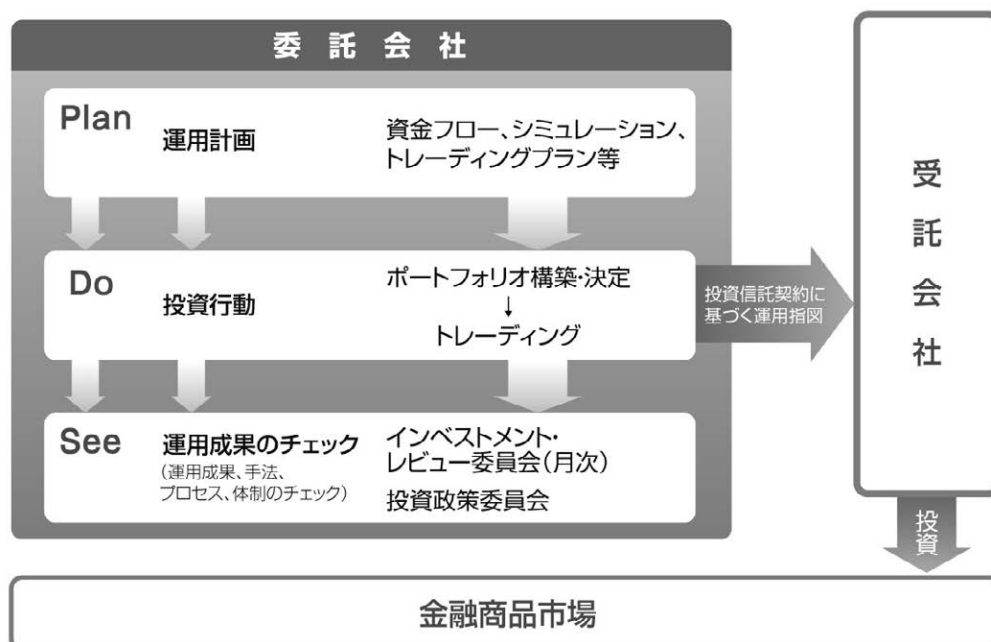 委託会社
Plan
運用計画
資金フロー、シミュレーション、
トレーディングプラン等
Do
投資行動
ポートフォリオ構築・決定
↓
トレーディング
See
運用成果のチェック
(運用成果、手法、
プロセス、体制のチェック)
インベストメント・
レビュー委員会(月次)
投資政策委員会
投資信託契約に
基づく運用指図
受託会社
投資
金融商品市場